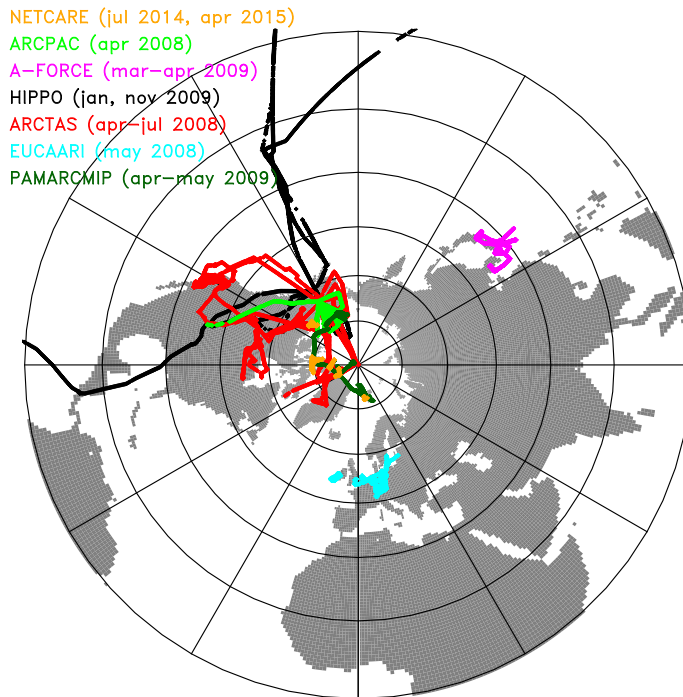 NETCARE (jul 2014, apr 2015)
ARCPAC (apr 2008)
A-FORCE (mar-apr 2009)
HIPPO (jan, nov 2009)
ARCTAS (apr-jul 2008)
EUCAARI (may 2008)
PAMARCMIP (apr-may 2009)